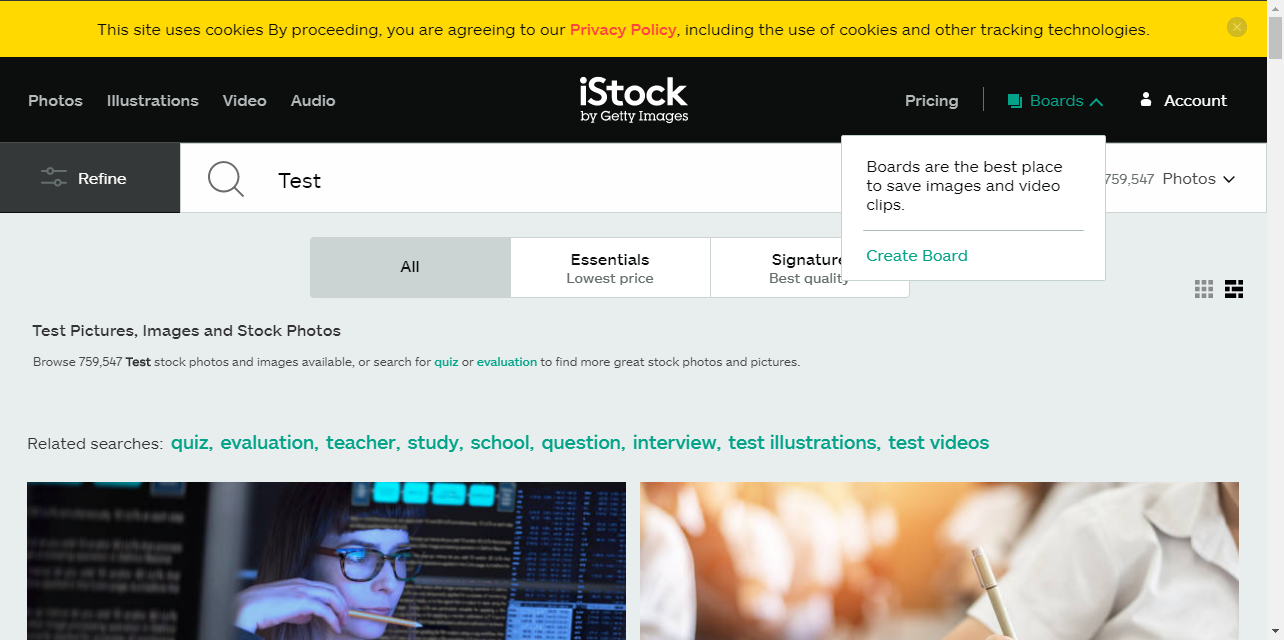 This site uses cookies By proceeding, you are agreeing to our Privacy Policy, including the use of cookies and other tracking technologies.
Photos Illustrations Video Audio
iStock
by Getty Images
Pricing Boards Account
Refine
Test
759,547 Photos
Boards are the best place
to save images and video
clips.
Create Board
All
Essentials
Lowest price
Signature
Best quality
Test Pictures, Images and Stock Photos
Browse 759,547 Test stock photos and images available, or search for quiz or evaluation to find more great stock photos and pictures.
Related searches: quiz, evaluation, teacher, study, school, question, interview, test illustrations, test videos